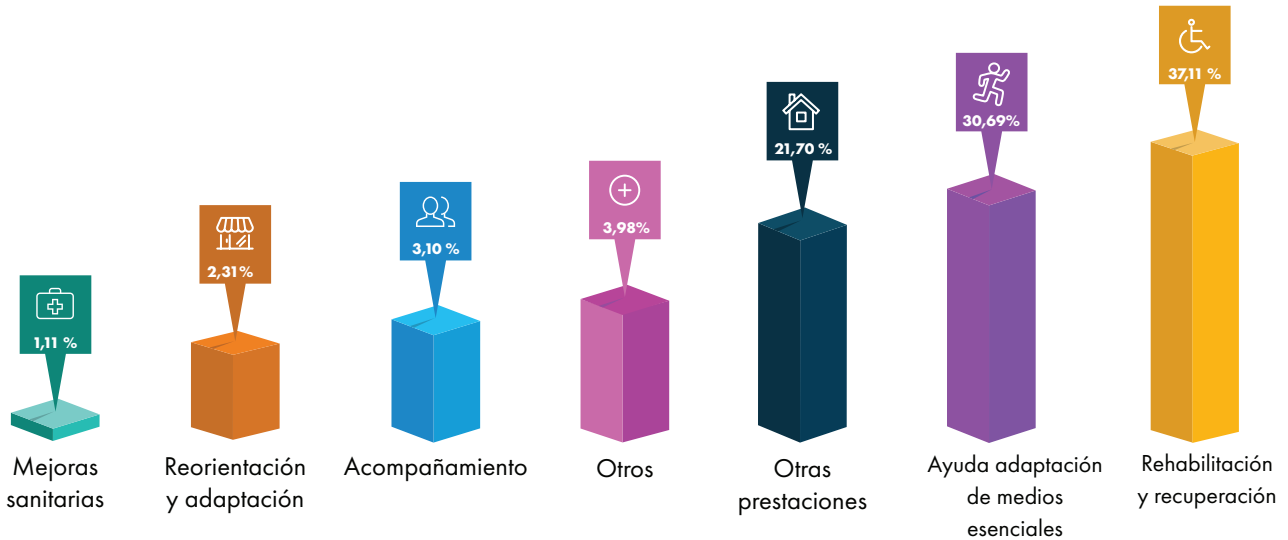 1,11 %
2,31%
3,10 %
3,98%
21,70 %
30,69%
37,11 %
Mejoras
sanitarias
Reorientación
y adaptación
Acompañamiento
Otros
Otras
prestaciones
Ayuda adaptación
de medios
esenciales
Rehabilitación
y recuperación